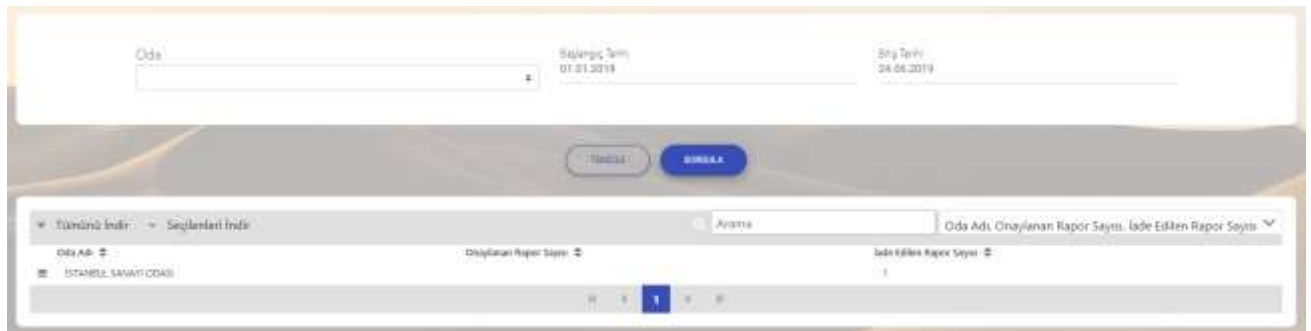 Oda
Başlangıç Tarihi
01.01.2019
Bitiş Tarihi
24.06.2019
TEMİZLE
SORGULA
Tümünü İndir
Seçilenleri İndir
Arama
Oda Adı, Onaylanan Rapor Sayısı, İade Edilen Rapor Sayısı
Oda Adı
Onaylanan Rapor Sayısı
İade Edilen Rapor Sayısı
İSTANBUL SANAYİ ODASI
1
1